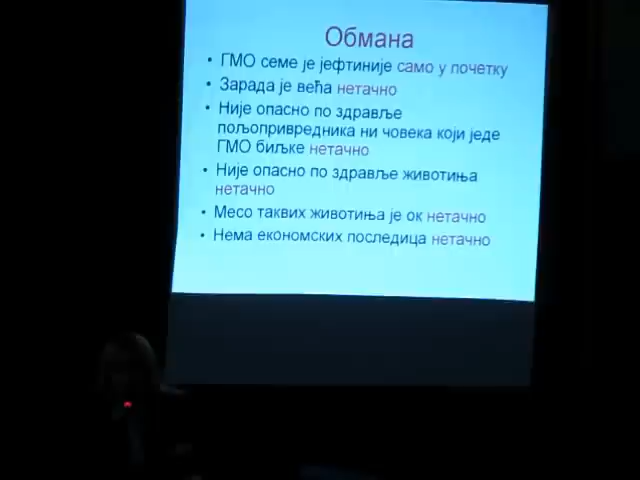 Обмана
• ГМО семе је јефтиније само у почетку
• Зарада је већа нетачно
• Није опасно по здравље
пољопривредника ни човека који једе
ГМО биљке нетачно
• Није опасно по здравље животиња
нетачно
• Месо таквих животиња је ок нетачно
• Нема економских последица нетачно